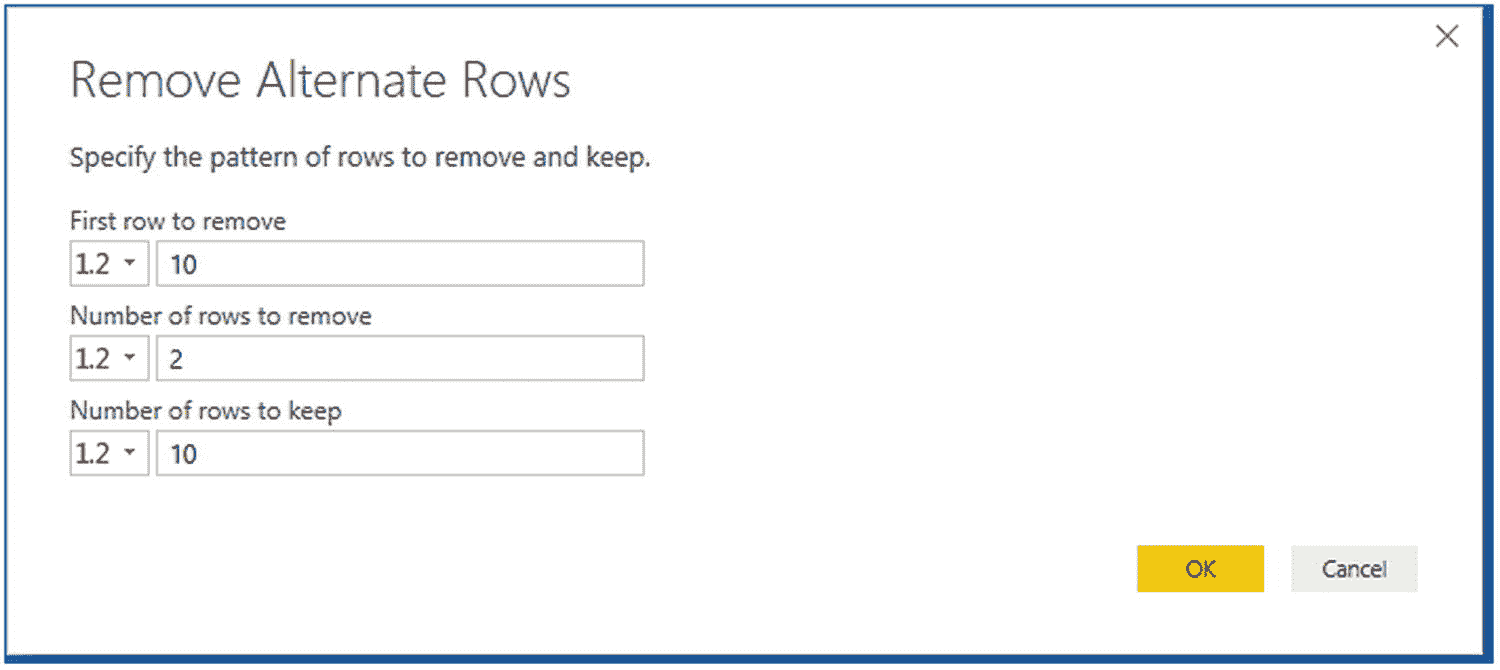 Remove Alternate Rows
Specify the pattern of rows to remove and keep.
First row to remove
1.2 10
Number of rows to remove
1.2 2
Number of rows to keep
1.2 10
OK Cancel